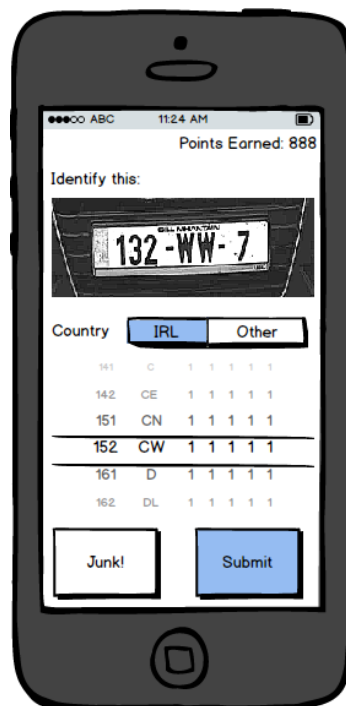 ABC 11:24 AM
Points Earned: 888
Identify this:
132-WW-7
Country IRL Other
141 C 1 1 1 1 1
142 CE 1 1 1 1 1
151 CN 1 1 1 1 1
152 CW 1 1 1 1 1
161 D 1 1 1 1 1
162 DL 1 1 1 1 1
Junk! Submit